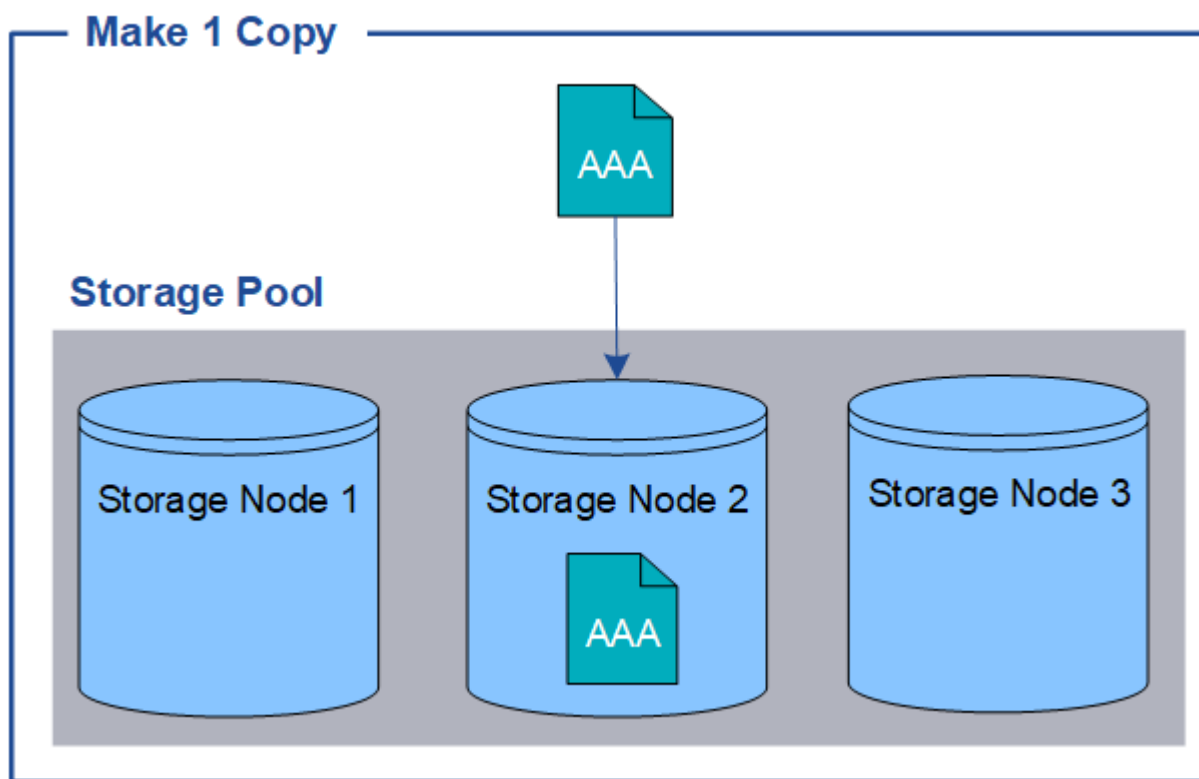 Make 1 Copy
AAA
Storage Pool
Storage Node 1
Storage Node 2
Storage Node 3
AAA